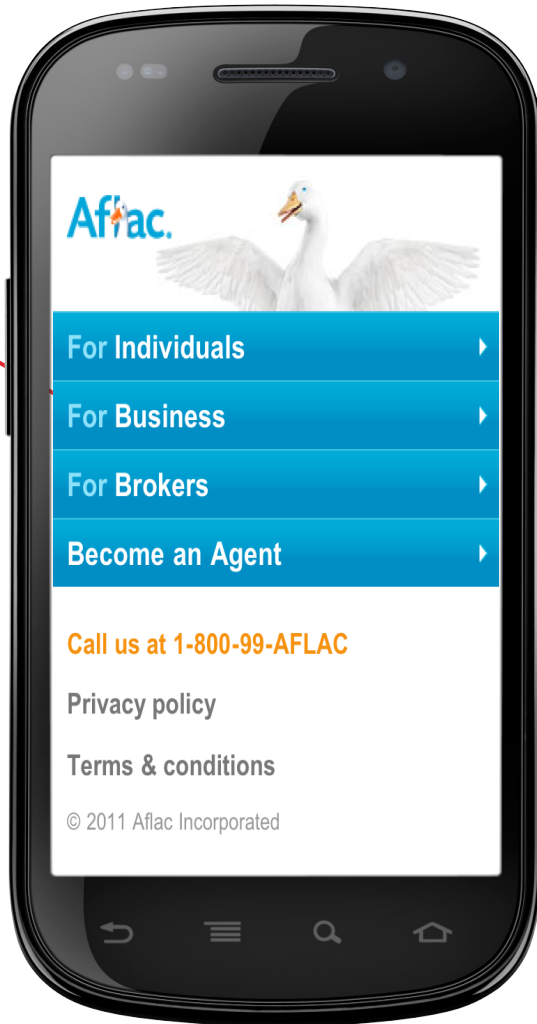 Aflac.
For Individuals
For Business
For Brokers
Become an Agent
Call us at 1-800-99-AFLAC
Privacy policy
Terms & conditions
© 2011 Aflac Incorporated